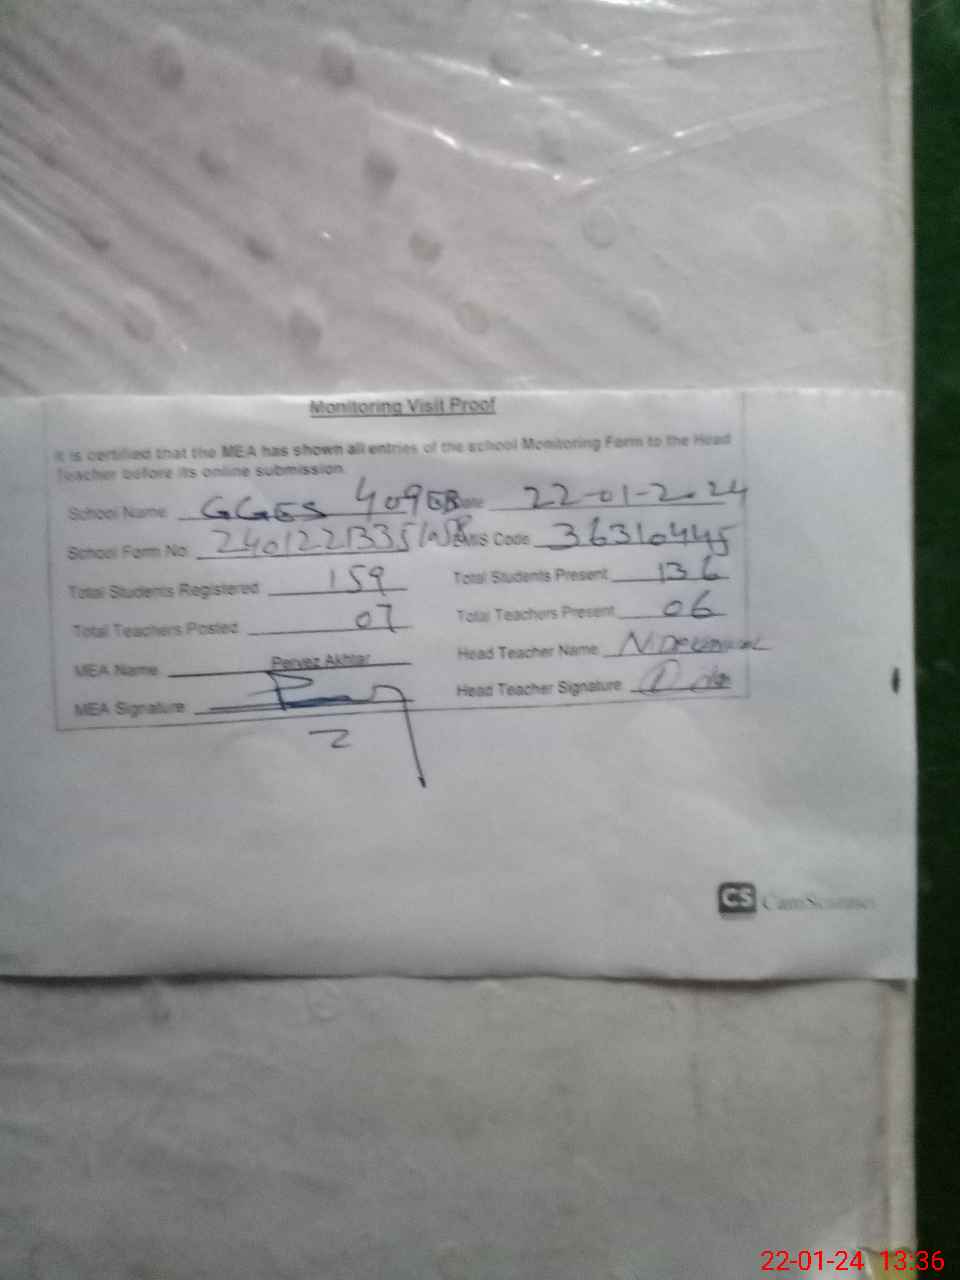 Monitoring Visit Proof
It is certified that the MEA has shown all entries of the school Monitoring Form to the Head
Teacher before its online submission.
School Name GGES 409 EB Date 22-01-2024
School Form No. Code 36310445
Total Students Registered 159 Total Students Present 136
Total Teachers Posted 07 Total Teachers Present 06
MEA Name Pervez Akhtar Head Teacher Name
MEA Signature Head Teacher Signature
CS CamScanner
22-01-24 13:36